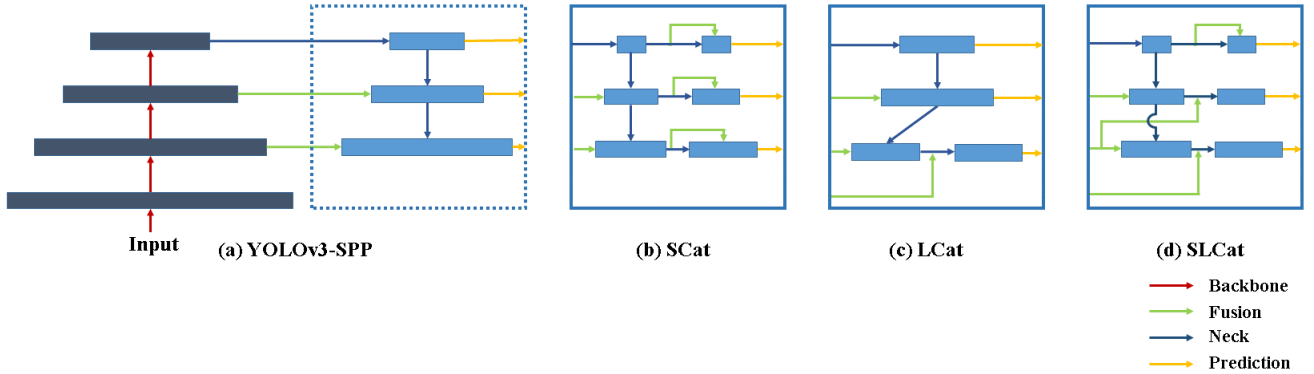 Input
(a) YOLOv3-SPP
(b) SCat
(c) LCat
(d) SLCat
Backbone
Fusion
Neck
Prediction